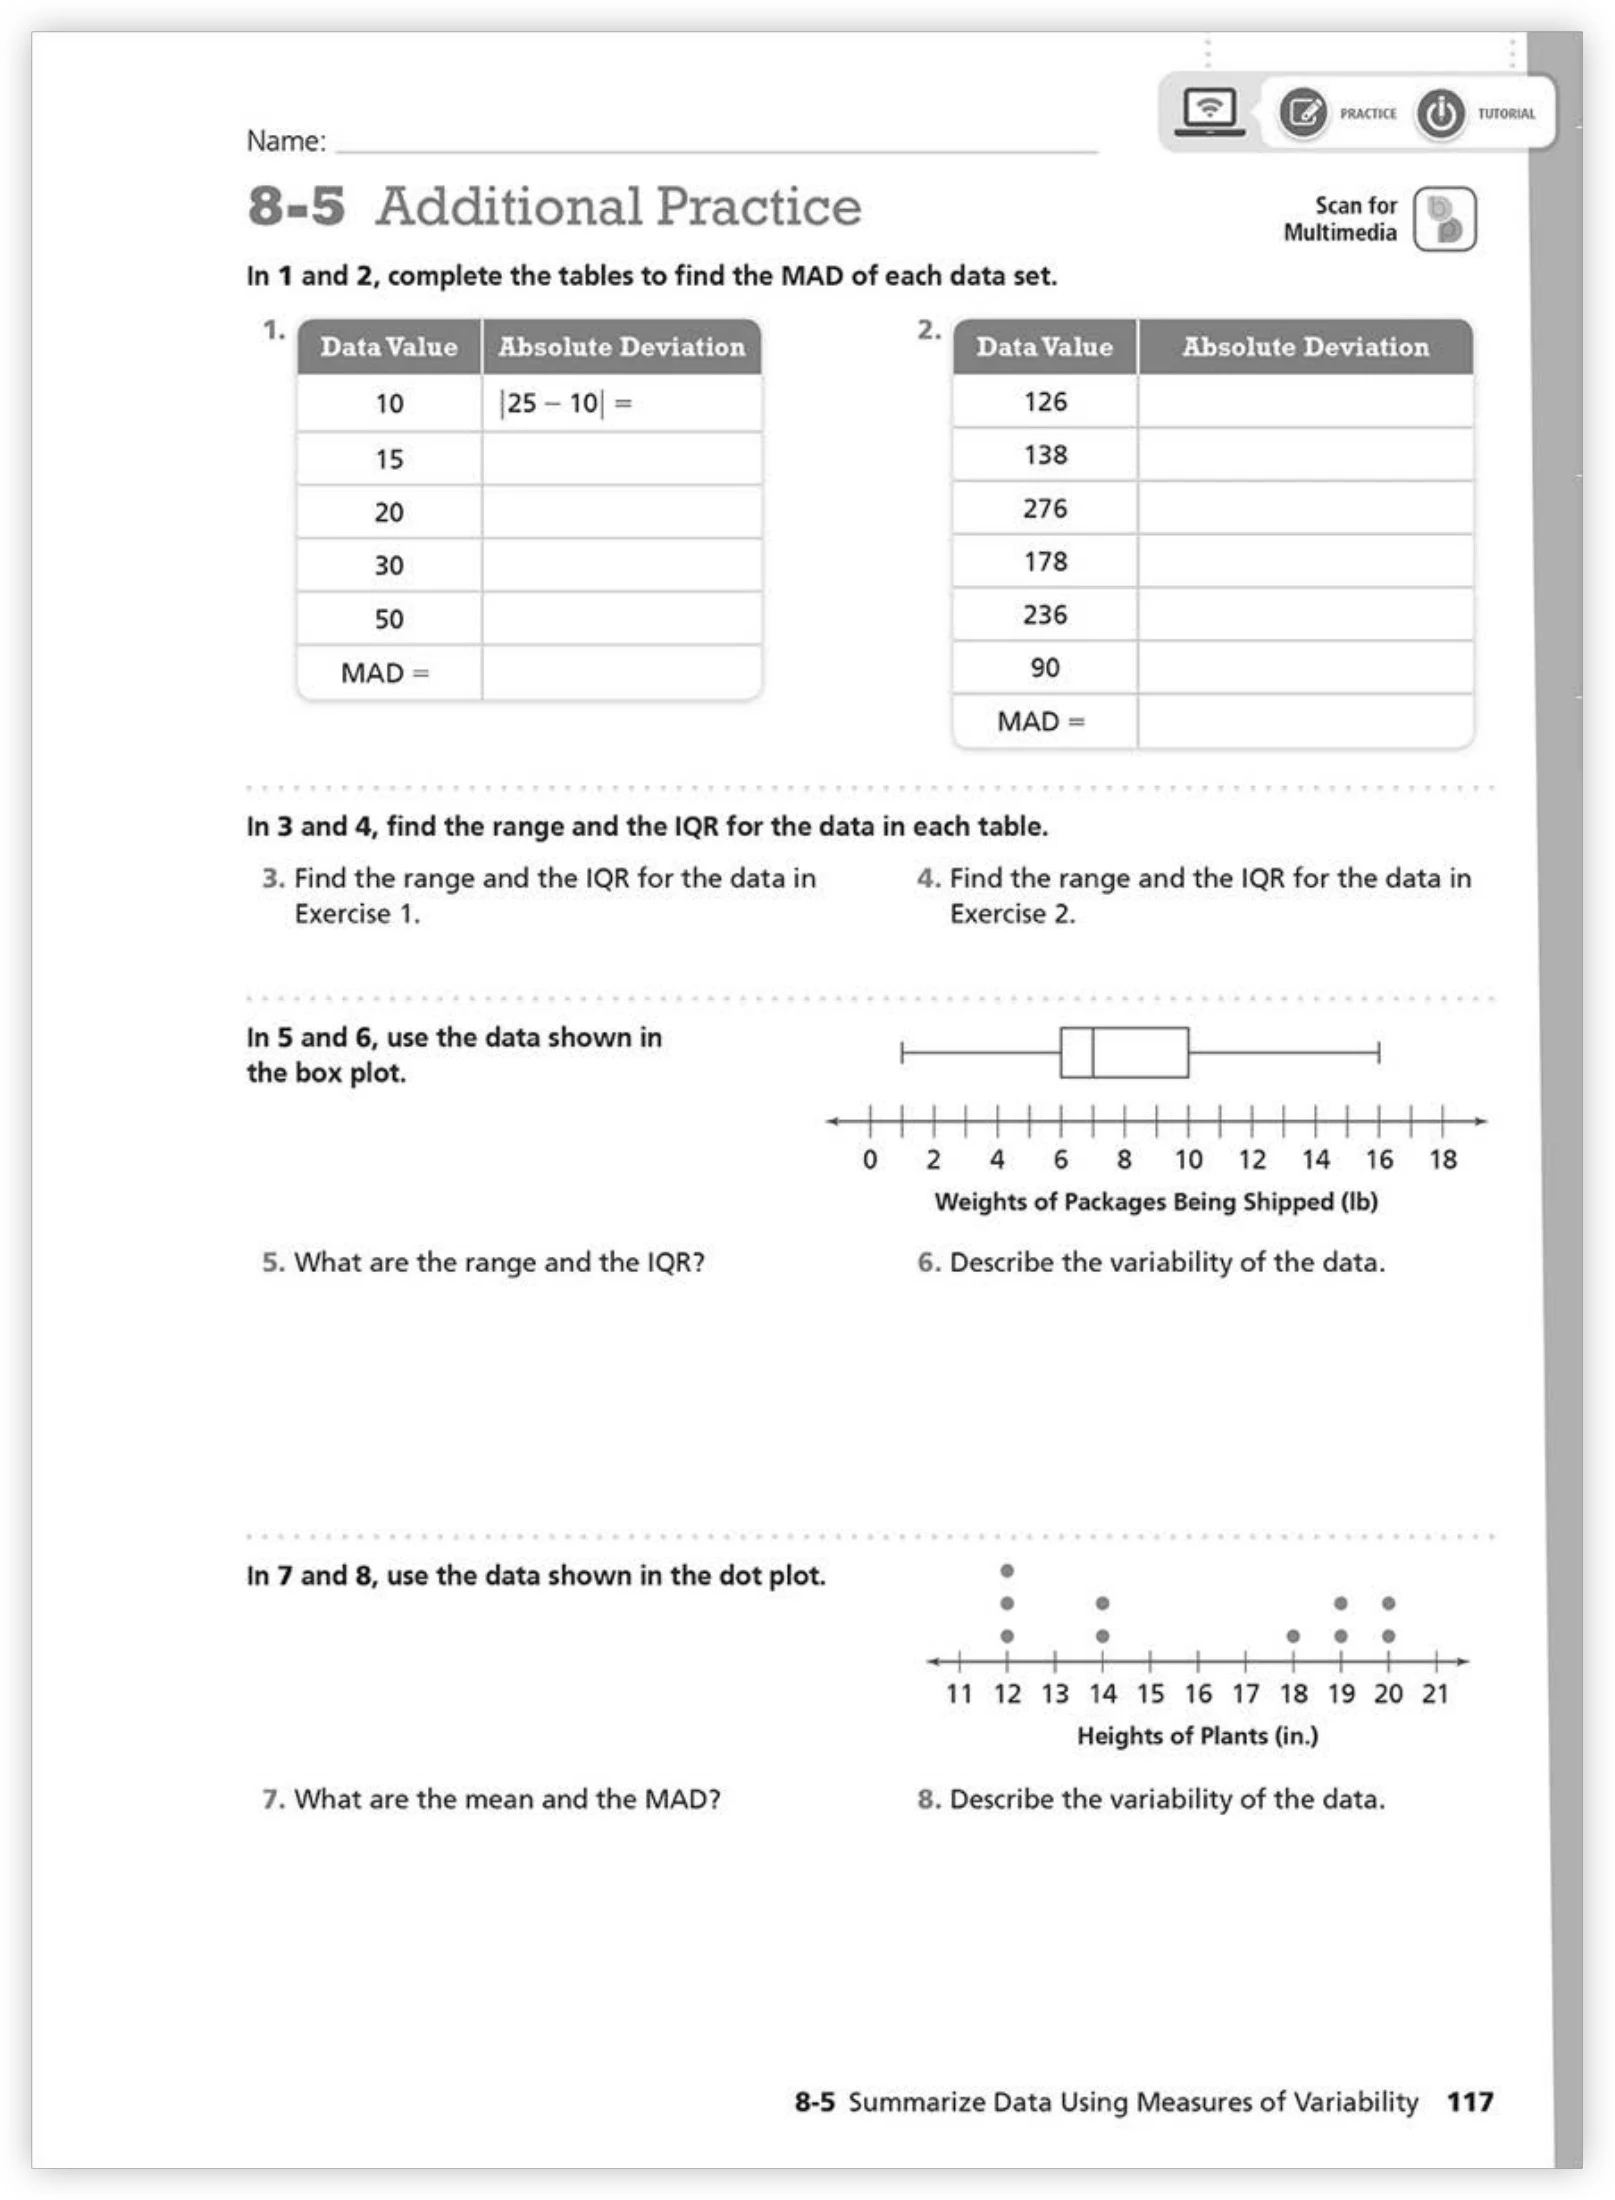 PRACTICE
TUTORIAL
Name:
8-5 Additional Practice
Scan for
Multimedia
In 1 and 2, complete the tables to find the MAD of each data set.
1.
Data Value Absolute Deviation
10 |25 − 10| =
15
20
30
50
MAD =
2.
Data Value Absolute Deviation
126
138
276
178
236
90
MAD =
In 3 and 4, find the range and the IQR for the data in each table.
3. Find the range and the IQR for the data in
Exercise 1.
4. Find the range and the IQR for the data in
Exercise 2.
In 5 and 6, use the data shown in
the box plot.
0 2 4 6 8 10 12 14 16 18
Weights of Packages Being Shipped (lb)
5. What are the range and the IQR?
6. Describe the variability of the data.
In 7 and 8, use the data shown in the dot plot.
11 12 13 14 15 16 17 18 19 20 21
Heights of Plants (in.)
7. What are the mean and the MAD?
8. Describe the variability of the data.
8-5 Summarize Data Using Measures of Variability 117